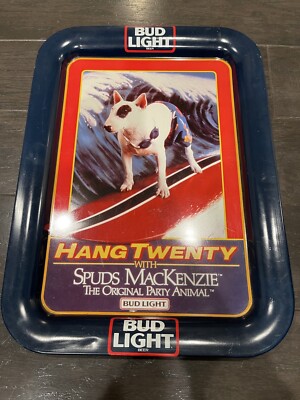 BUD
LIGHT
BEER
HANG TWENTY
WITH
SPUDS MACKENZIE™
THE ORIGINAL PARTY ANIMAL™
BUD LIGHT
BUD
LIGHT
BEER